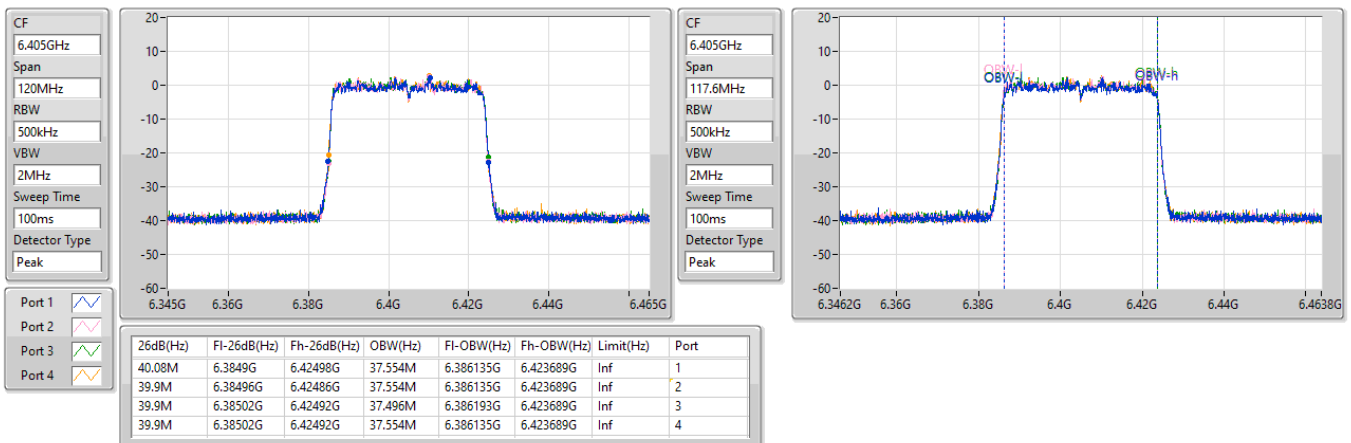 CF
6.405GHz
Span
120MHz
RBW
500kHz
VBW
2MHz
Sweep Time
100ms
Detector Type
Peak
20
10
0
-10
-20
-30
-40
-50
-60
6.345G 6.36G 6.38G 6.4G 6.42G 6.44G 6.465G
CF
6.405GHz
Span
117.6MHz
RBW
500kHz
VBW
2MHz
Sweep Time
100ms
Detector Type
Peak
20
10
0
-10
-20
-30
-40
-50
-60
OBW-l
OBW-l
OBW-h
6.3462G 6.36G 6.38G 6.4G 6.42G 6.44G 6.4638G
Port 1
Port 2
Port 3
Port 4
26dB(Hz) Fl-26dB(Hz) Fh-26dB(Hz) OBW(Hz) Fl-OBW(Hz) Fh-OBW(Hz) Limit(Hz) Port
40.08M 6.3849G 6.42498G 37.554M 6.386135G 6.423689G Inf 1
39.9M 6.38496G 6.42486G 37.554M 6.386135G 6.423689G Inf 2
39.9M 6.38502G 6.42492G 37.496M 6.386193G 6.423689G Inf 3
39.9M 6.38502G 6.42492G 37.554M 6.386135G 6.423689G Inf 4